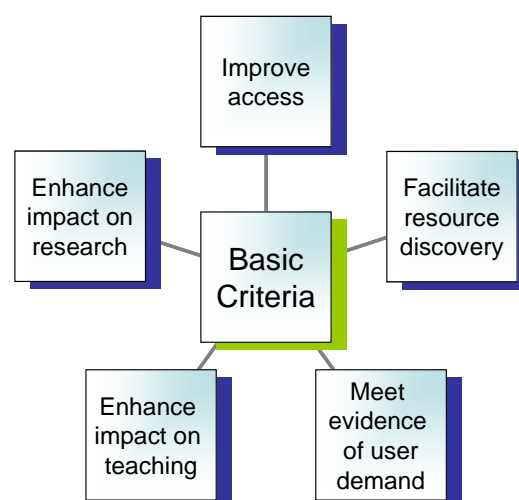 Improve
access
Enhance
impact on
research
Facilitate
resource
discovery
Basic
Criteria
Enhance
impact on
teaching
Meet
evidence
of user
demand